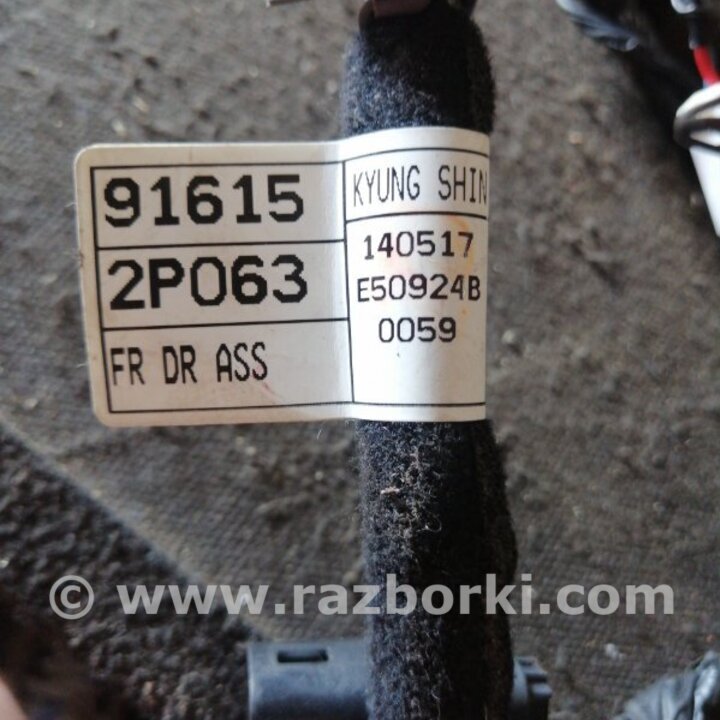 91615
2P063
FR DR ASS
KYUNG SHIN
140517
E50924B
0059
© www.razborki.com